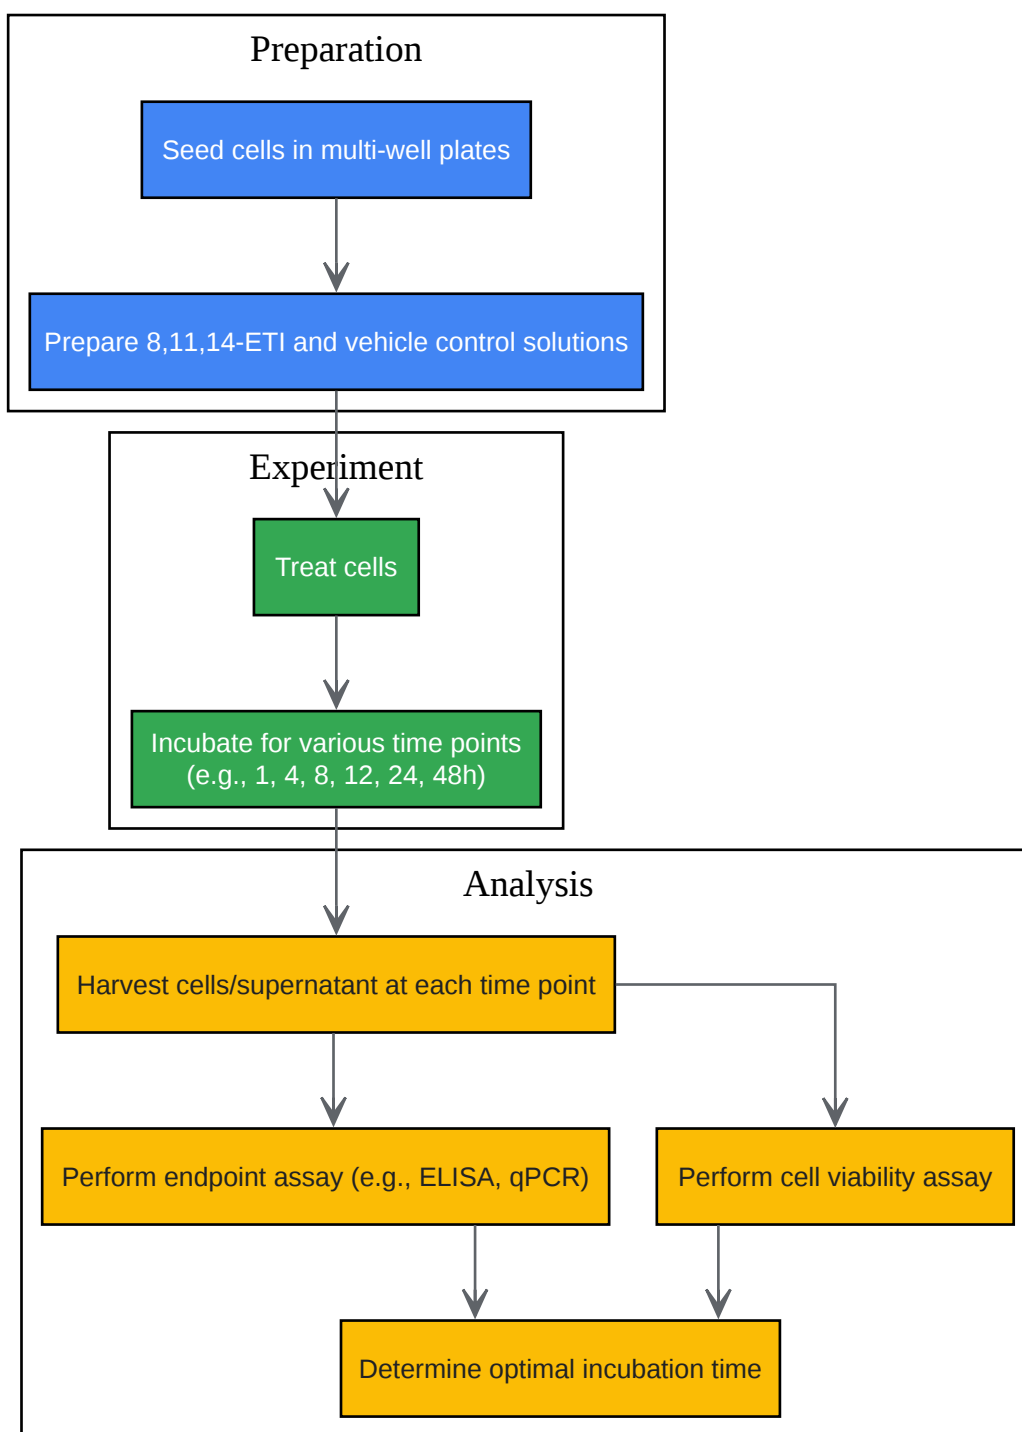 Preparation
Seed cells in multi-well plates
Prepare 8,11,14-ETI and vehicle control solutions
Experiment
Treat cells
Incubate for various time points
(e.g., 1, 4, 8, 12, 24, 48h)
Analysis
Harvest cells/supernatant at each time point
Perform endpoint assay (e.g., ELISA, qPCR)
Perform cell viability assay
Determine optimal incubation time